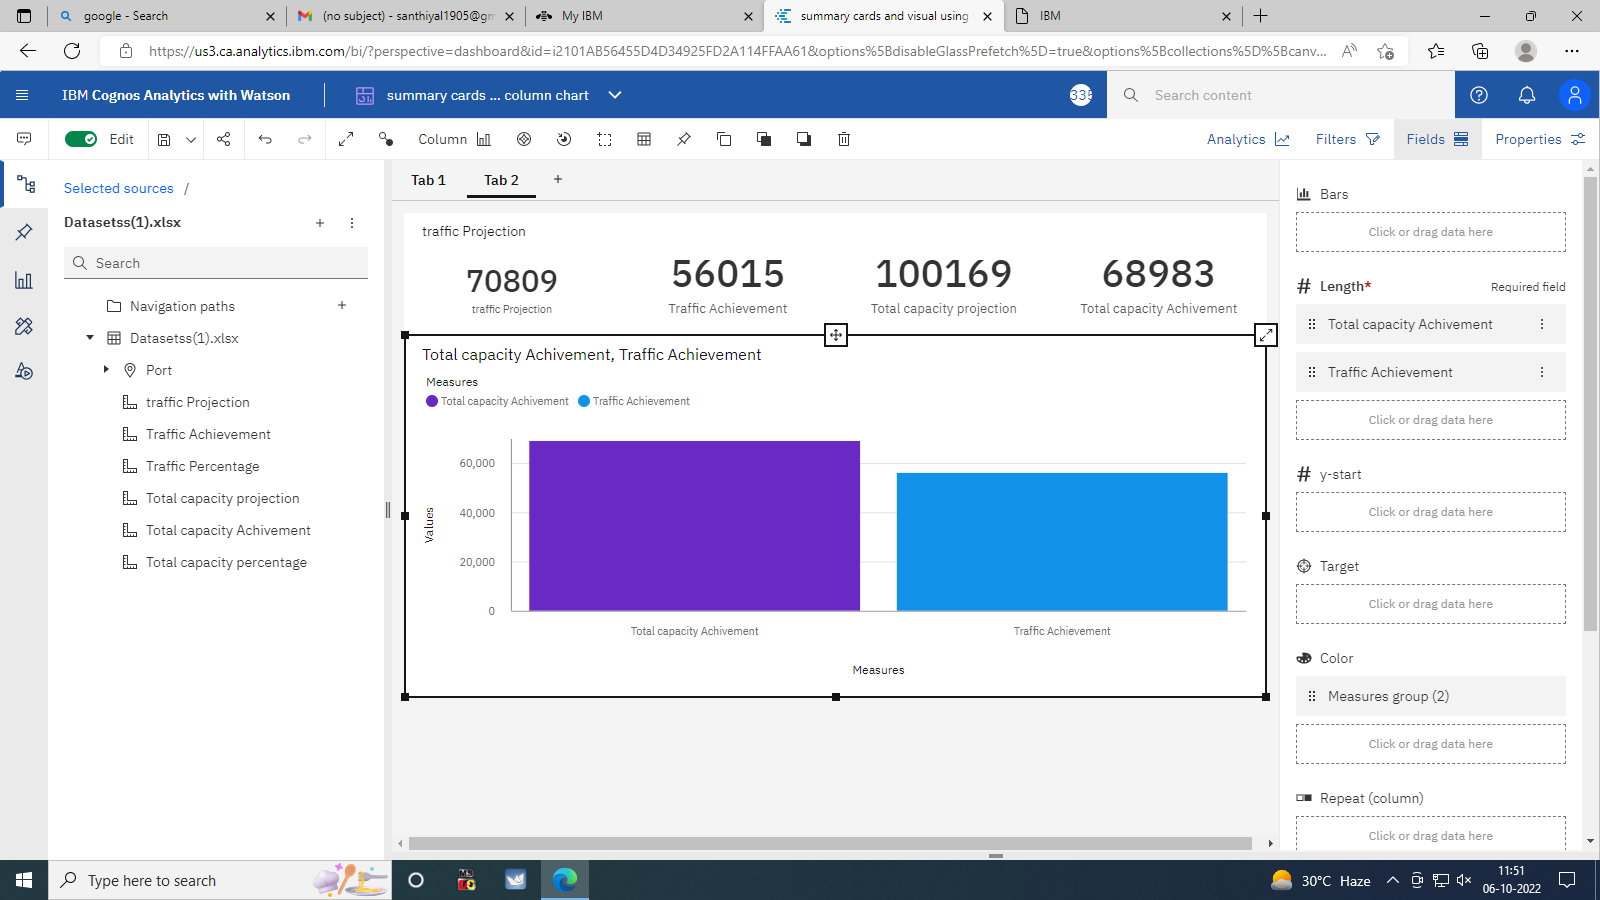 google - Search
(no subject) - santhiyal1905@gm
My IBM
summary cards and visual using
IBM
https://us3.ca.analytics.ibm.com/bi/?perspective=dashboard&id=i2101AB56455D4D34925FD2A114FFAA61&options%5BdisableGlassPrefetch%5D=true&options%5Bcollections%5D%5Bcanv...
IBM Cognos Analytics with Watson
summary cards ... column chart
335
Search content
Edit
Column
Analytics
Filters
Fields
Properties
Selected sources /
Datasetss(1).xlsx
Search
Navigation paths
Datasetss(1).xlsx
Port
traffic Projection
Traffic Achievement
Traffic Percentage
Total capacity projection
Total capacity Achivement
Total capacity percentage
Tab 1
Tab 2
traffic Projection
70809
traffic Projection
56015
Traffic Achievement
100169
Total capacity projection
68983
Total capacity Achivement
Total capacity Achivement, Traffic Achievement
Measures
Total capacity Achivement
Traffic Achievement
Values
60,000
40,000
20,000
0
Total capacity Achivement
Traffic Achievement
Measures
Bars
Click or drag data here
# Length*
Required field
Total capacity Achivement
Traffic Achievement
Click or drag data here
# y-start
Click or drag data here
Target
Click or drag data here
Color
Measures group (2)
Click or drag data here
Repeat (column)
Click or drag data here
Type here to search
30°C Haze
11:51
06-10-2022